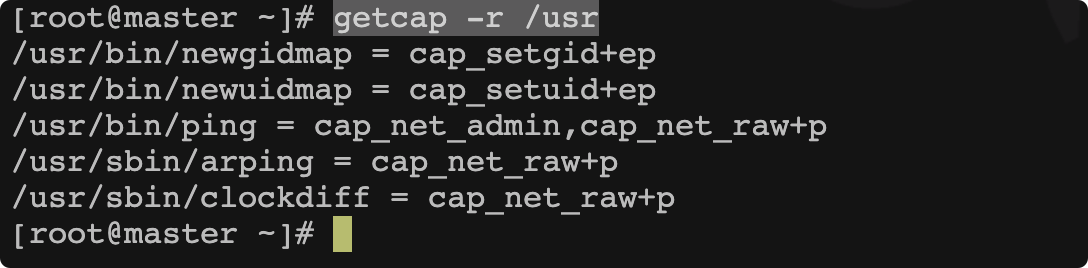 [root@master ~]# getcap -r /usr
/usr/bin/newgidmap = cap_setgid+ep
/usr/bin/newuidmap = cap_setuid+ep
/usr/bin/ping = cap_net_admin,cap_net_raw+p
/usr/sbin/arping = cap_net_raw+p
/usr/sbin/clockdiff = cap_net_raw+p
[root@master ~]#